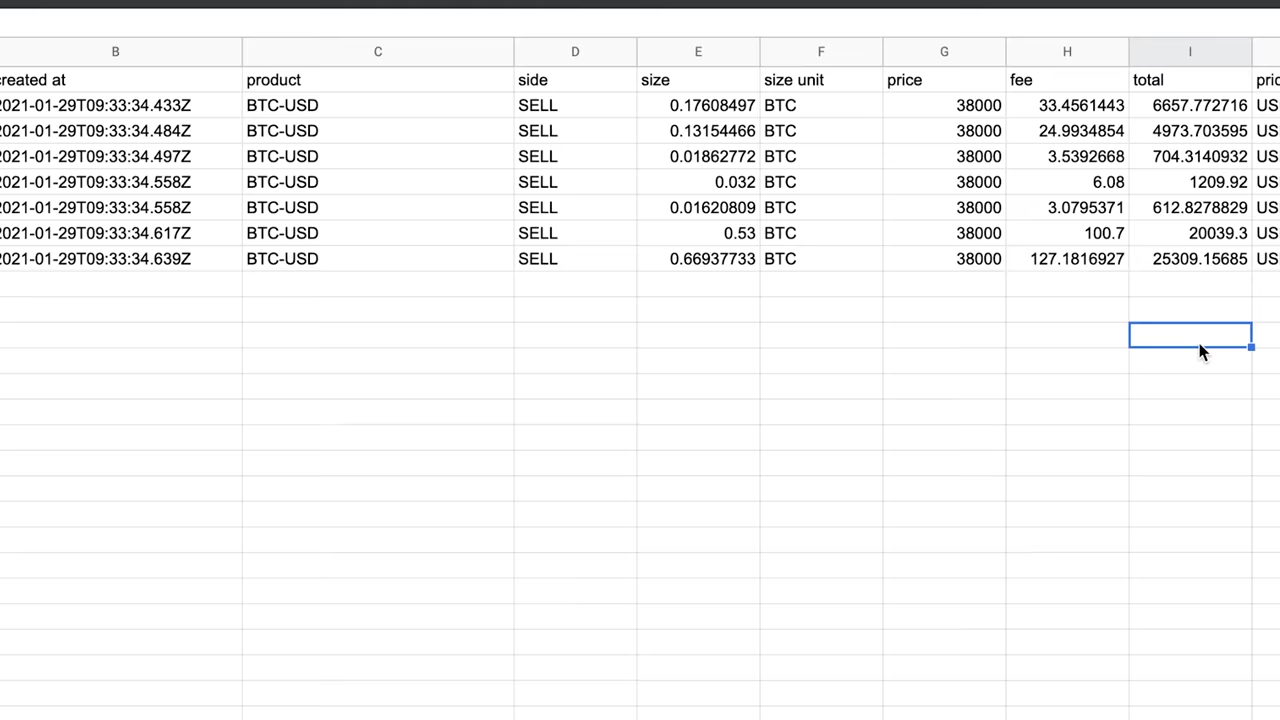 B C D E F G H I
created at product side size size unit price fee total pric
2021-01-29T09:33:34.433Z BTC-USD SELL 0.17608497 BTC 38000 33.4561443 6657.772716 US
2021-01-29T09:33:34.484Z BTC-USD SELL 0.13154466 BTC 38000 24.9934854 4973.703595 US
2021-01-29T09:33:34.497Z BTC-USD SELL 0.01862772 BTC 38000 3.5392668 704.3140932 US
2021-01-29T09:33:34.558Z BTC-USD SELL 0.032 BTC 38000 6.08 1209.92 US
2021-01-29T09:33:34.558Z BTC-USD SELL 0.01620809 BTC 38000 3.0795371 612.8278829 US
2021-01-29T09:33:34.617Z BTC-USD SELL 0.53 BTC 38000 100.7 20039.3 US
2021-01-29T09:33:34.639Z BTC-USD SELL 0.66937733 BTC 38000 127.1816927 25309.15685 US